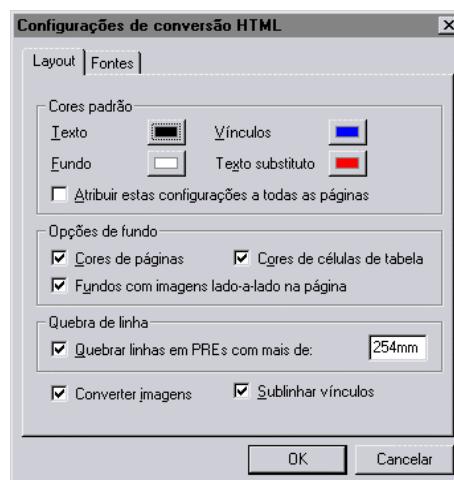 Configurações de conversão HTML
Layout Fontes
Cores padrão
Texto Vínculos
Fundo Texto substituto
Atribuir estas configurações a todas as páginas
Opções de fundo
Cores de páginas Cores de células de tabela
Fundos com imagens lado-a-lado na página
Quebra de linha
Quebrar linhas em PREs com mais de: 254mm
Converter imagens Sublinhar vínculos
OK Cancelar